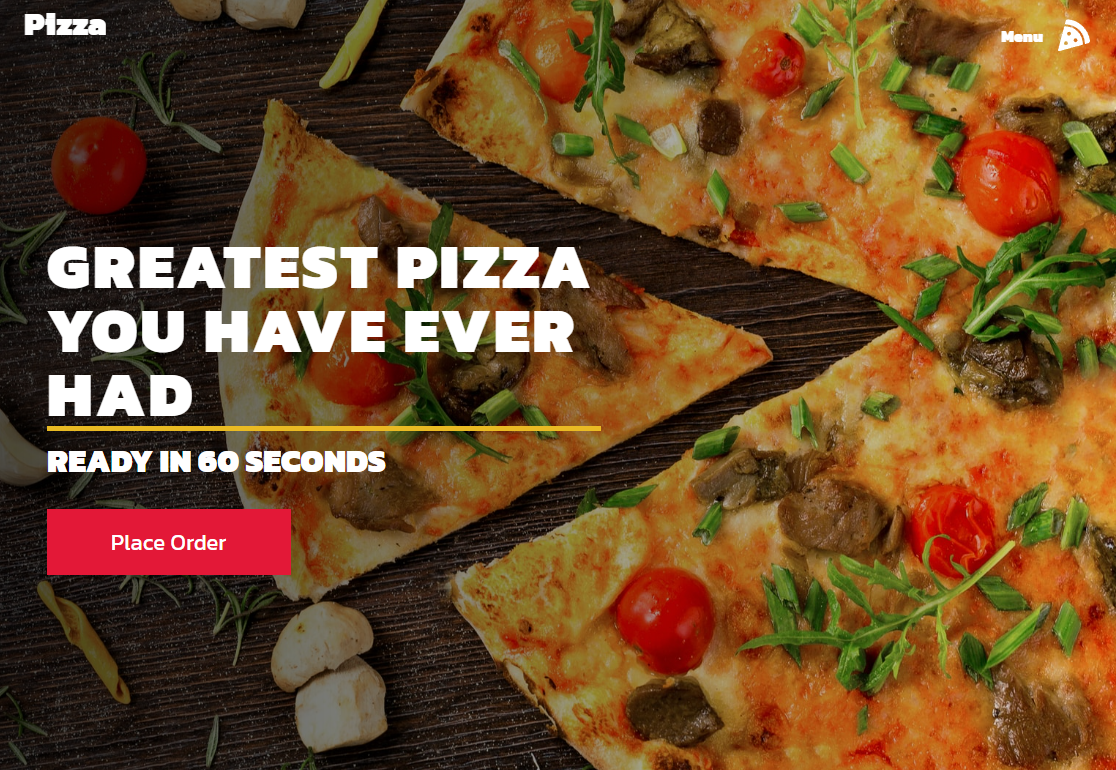 Pizza
Menu
GREATEST PIZZA
YOU HAVE EVER
HAD
READY IN 60 SECONDS
Place Order